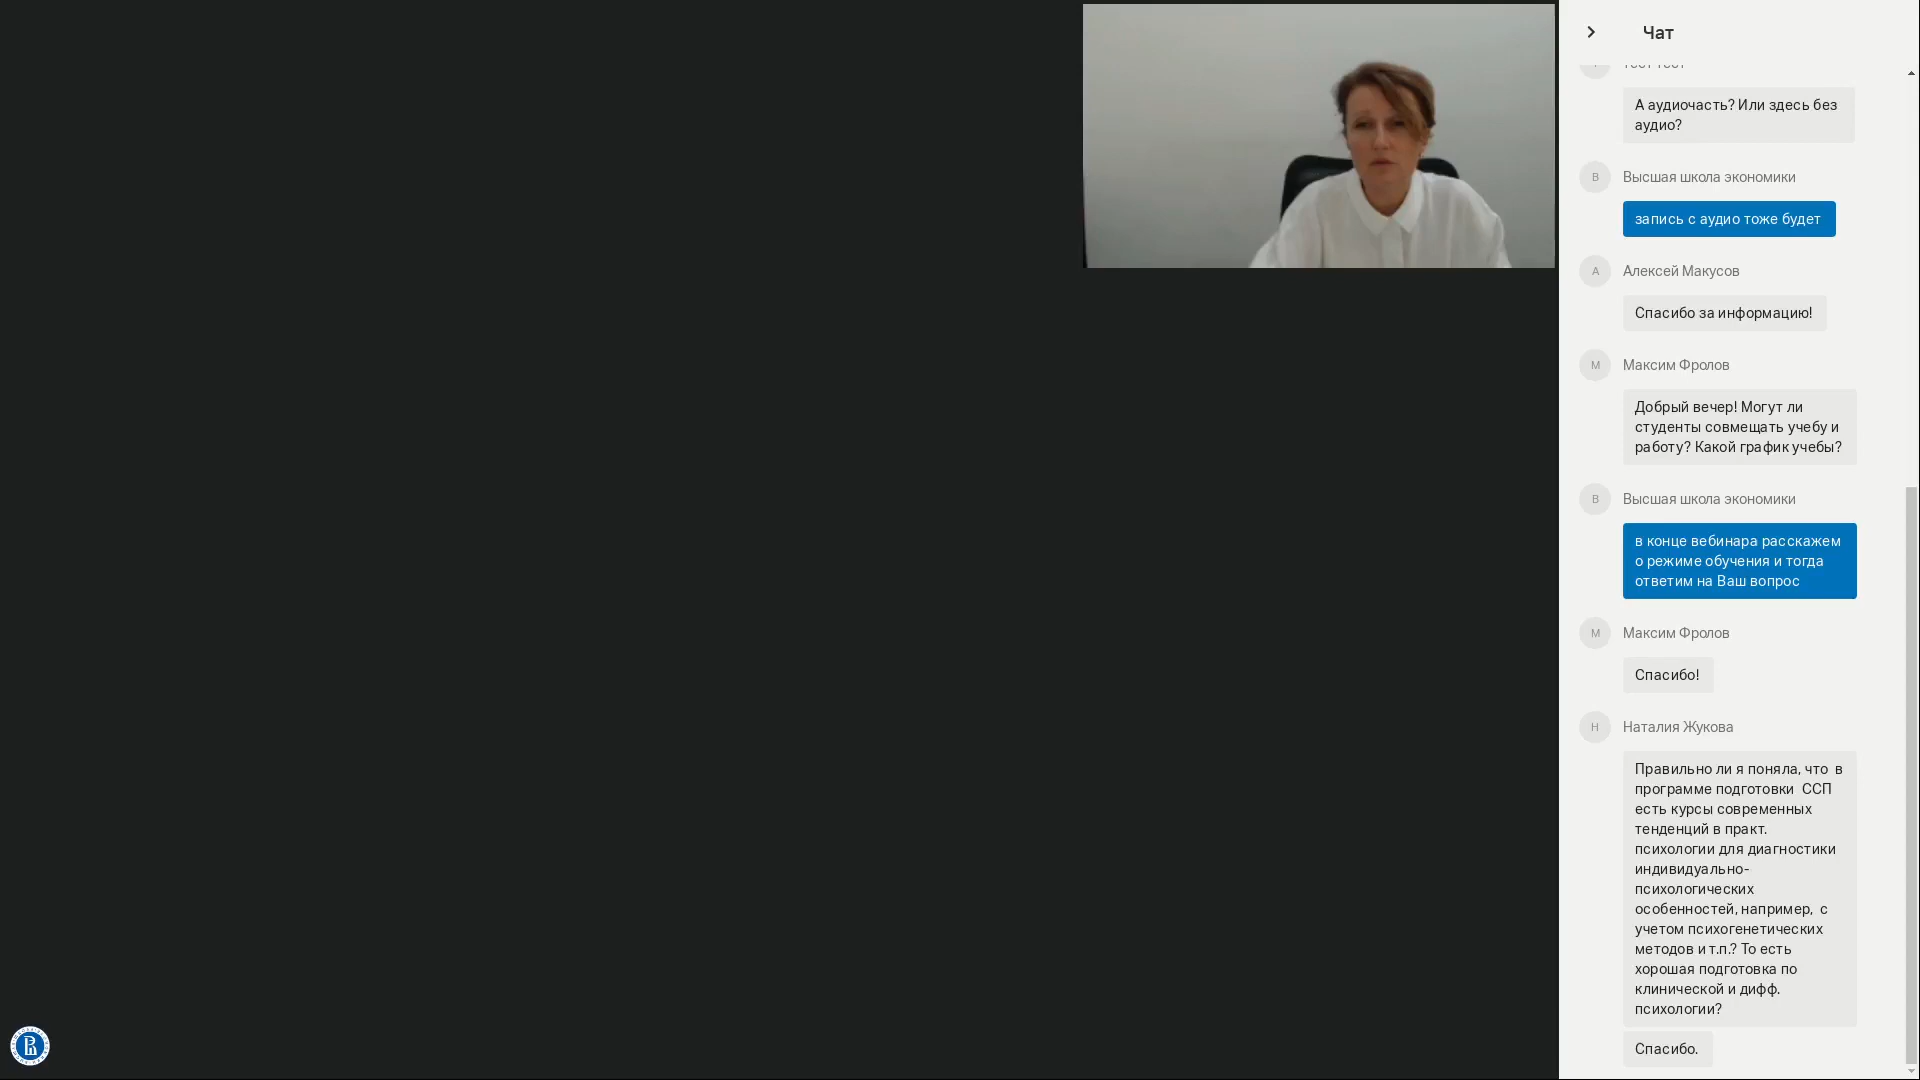 Чат
А аудиочасть? Или здесь без
аудио?
В
Высшая школа экономики
запись с аудио тоже будет
А
Алексей Макусов
Спасибо за информацию!
М
Максим Фролов
Добрый вечер! Могут ли
студенты совмещать учебу и
работу? Какой график учебы?
В
Высшая школа экономики
в конце вебинара расскажем
о режиме обучения и тогда
ответим на Ваш вопрос
М
Максим Фролов
Спасибо!
Н
Наталия Жукова
Правильно ли я поняла, что в
программе подготовки ССП
есть курсы современных
тенденций в практ.
психологии для диагностики
индивидуально-
психологических
особенностей, например, с
учетом психогенетических
методов и т.п.? То есть
хорошая подготовка по
клинической и дифф.
психологии?
Спасибо.